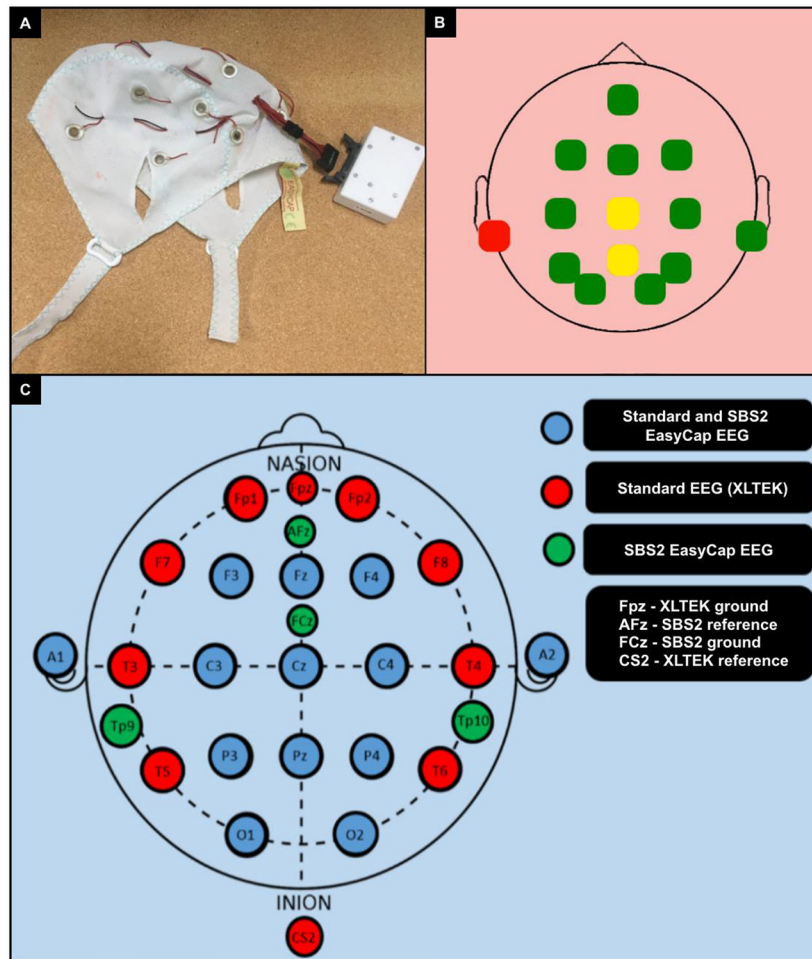 A
B
EASYCAP
CE
C
NASION
Fp1
Fpz
Fp2
AFz
F7
F3
Fz
F4
F8
FCz
A1
T3
C3
Cz
C4
T4
A2
Tp9
Tp10
T5
P3
Pz
P4
T6
O1
O2
INION
CS2
Standard and SBS2
EasyCap EEG
Standard EEG (XLTEK)
SBS2 EasyCap EEG
Fpz - XLTEK ground
AFz - SBS2 reference
FCz - SBS2 ground
CS2 - XLTEK reference